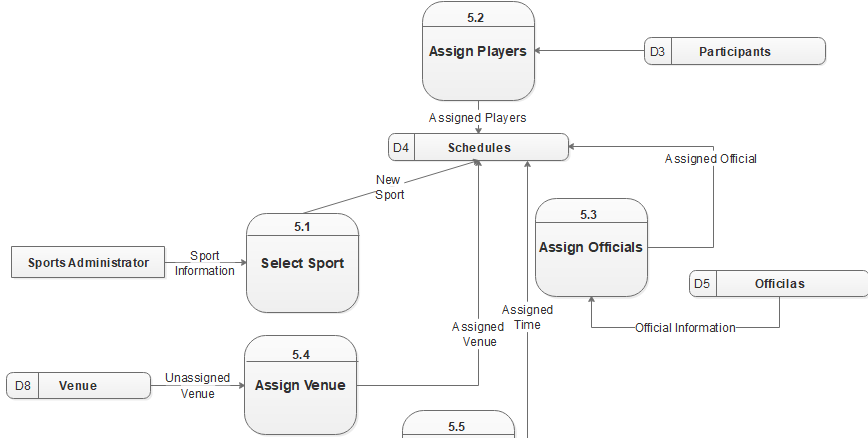 5.2
Assign Players
D3 Participants
Assigned Players
D4 Schedules
Assigned Official
New
Sport
5.1
Select Sport
5.3
Assign Officials
Sports Administrator
Sport
Information
D5 Officilas
Assigned
Time
Assigned
Venue
Official Information
5.4
Assign Venue
D8 Venue
Unassigned
Venue
5.5